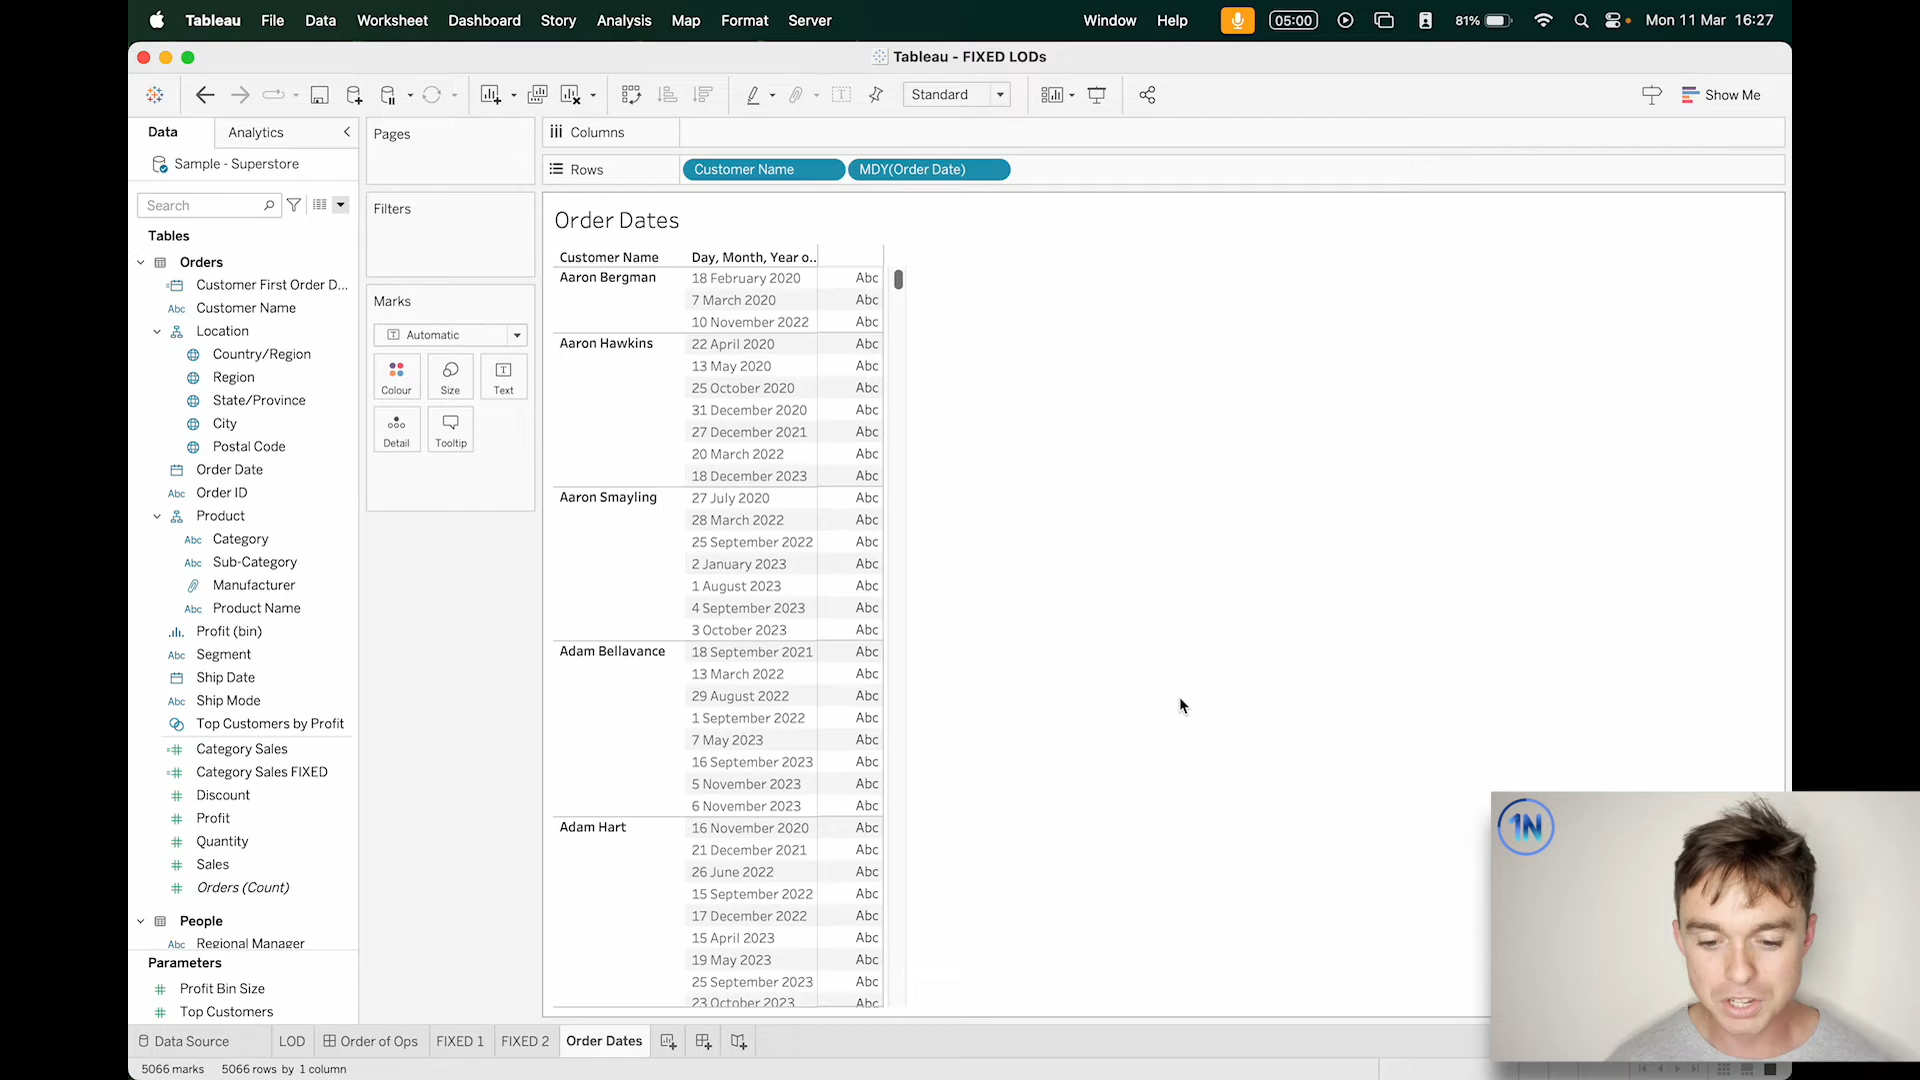 Tableau File Data Worksheet Dashboard Story Analysis Map Format Server Window Help 05:00 81% Mon 11 Mar 16:27
Tableau - FIXED LODs
Standard Show Me
Data Analytics
Sample - Superstore
Search
Tables
Orders
Customer First Order D...
Abc Customer Name
Location
Country/Region
Region
State/Province
City
Postal Code
Order Date
Abc Order ID
Product
Abc Category
Abc Sub-Category
Manufacturer
Abc Product Name
Profit (bin)
Abc Segment
Ship Date
Abc Ship Mode
Top Customers by Profit
Category Sales
Category Sales FIXED
Discount
Profit
Quantity
Sales
Orders (Count)
People
Abc Regional Manager
Parameters
Profit Bin Size
Top Customers
Pages
Filters
Marks
Automatic
Colour Size Text
Detail Tooltip
Columns
Rows Customer Name MDY(Order Date)
Order Dates
Customer Name Day, Month, Year o..
Aaron Bergman 18 February 2020 Abc
7 March 2020 Abc
10 November 2022 Abc
Aaron Hawkins 22 April 2020 Abc
13 May 2020 Abc
25 October 2020 Abc
31 December 2020 Abc
27 December 2021 Abc
20 March 2022 Abc
18 December 2023 Abc
Aaron Smayling 27 July 2020 Abc
28 March 2022 Abc
25 September 2022 Abc
2 January 2023 Abc
1 August 2023 Abc
4 September 2023 Abc
3 October 2023 Abc
Adam Bellavance 18 September 2021 Abc
13 March 2022 Abc
29 August 2022 Abc
1 September 2022 Abc
7 May 2023 Abc
16 September 2023 Abc
5 November 2023 Abc
6 November 2023 Abc
Adam Hart 16 November 2020 Abc
21 December 2021 Abc
26 June 2022 Abc
15 September 2022 Abc
17 December 2022 Abc
15 April 2023 Abc
19 May 2023 Abc
25 September 2023 Abc
23 October 2023 Abc
1N
Data Source LOD Order of Ops FIXED 1 FIXED 2 Order Dates
5066 marks 5066 rows by 1 column